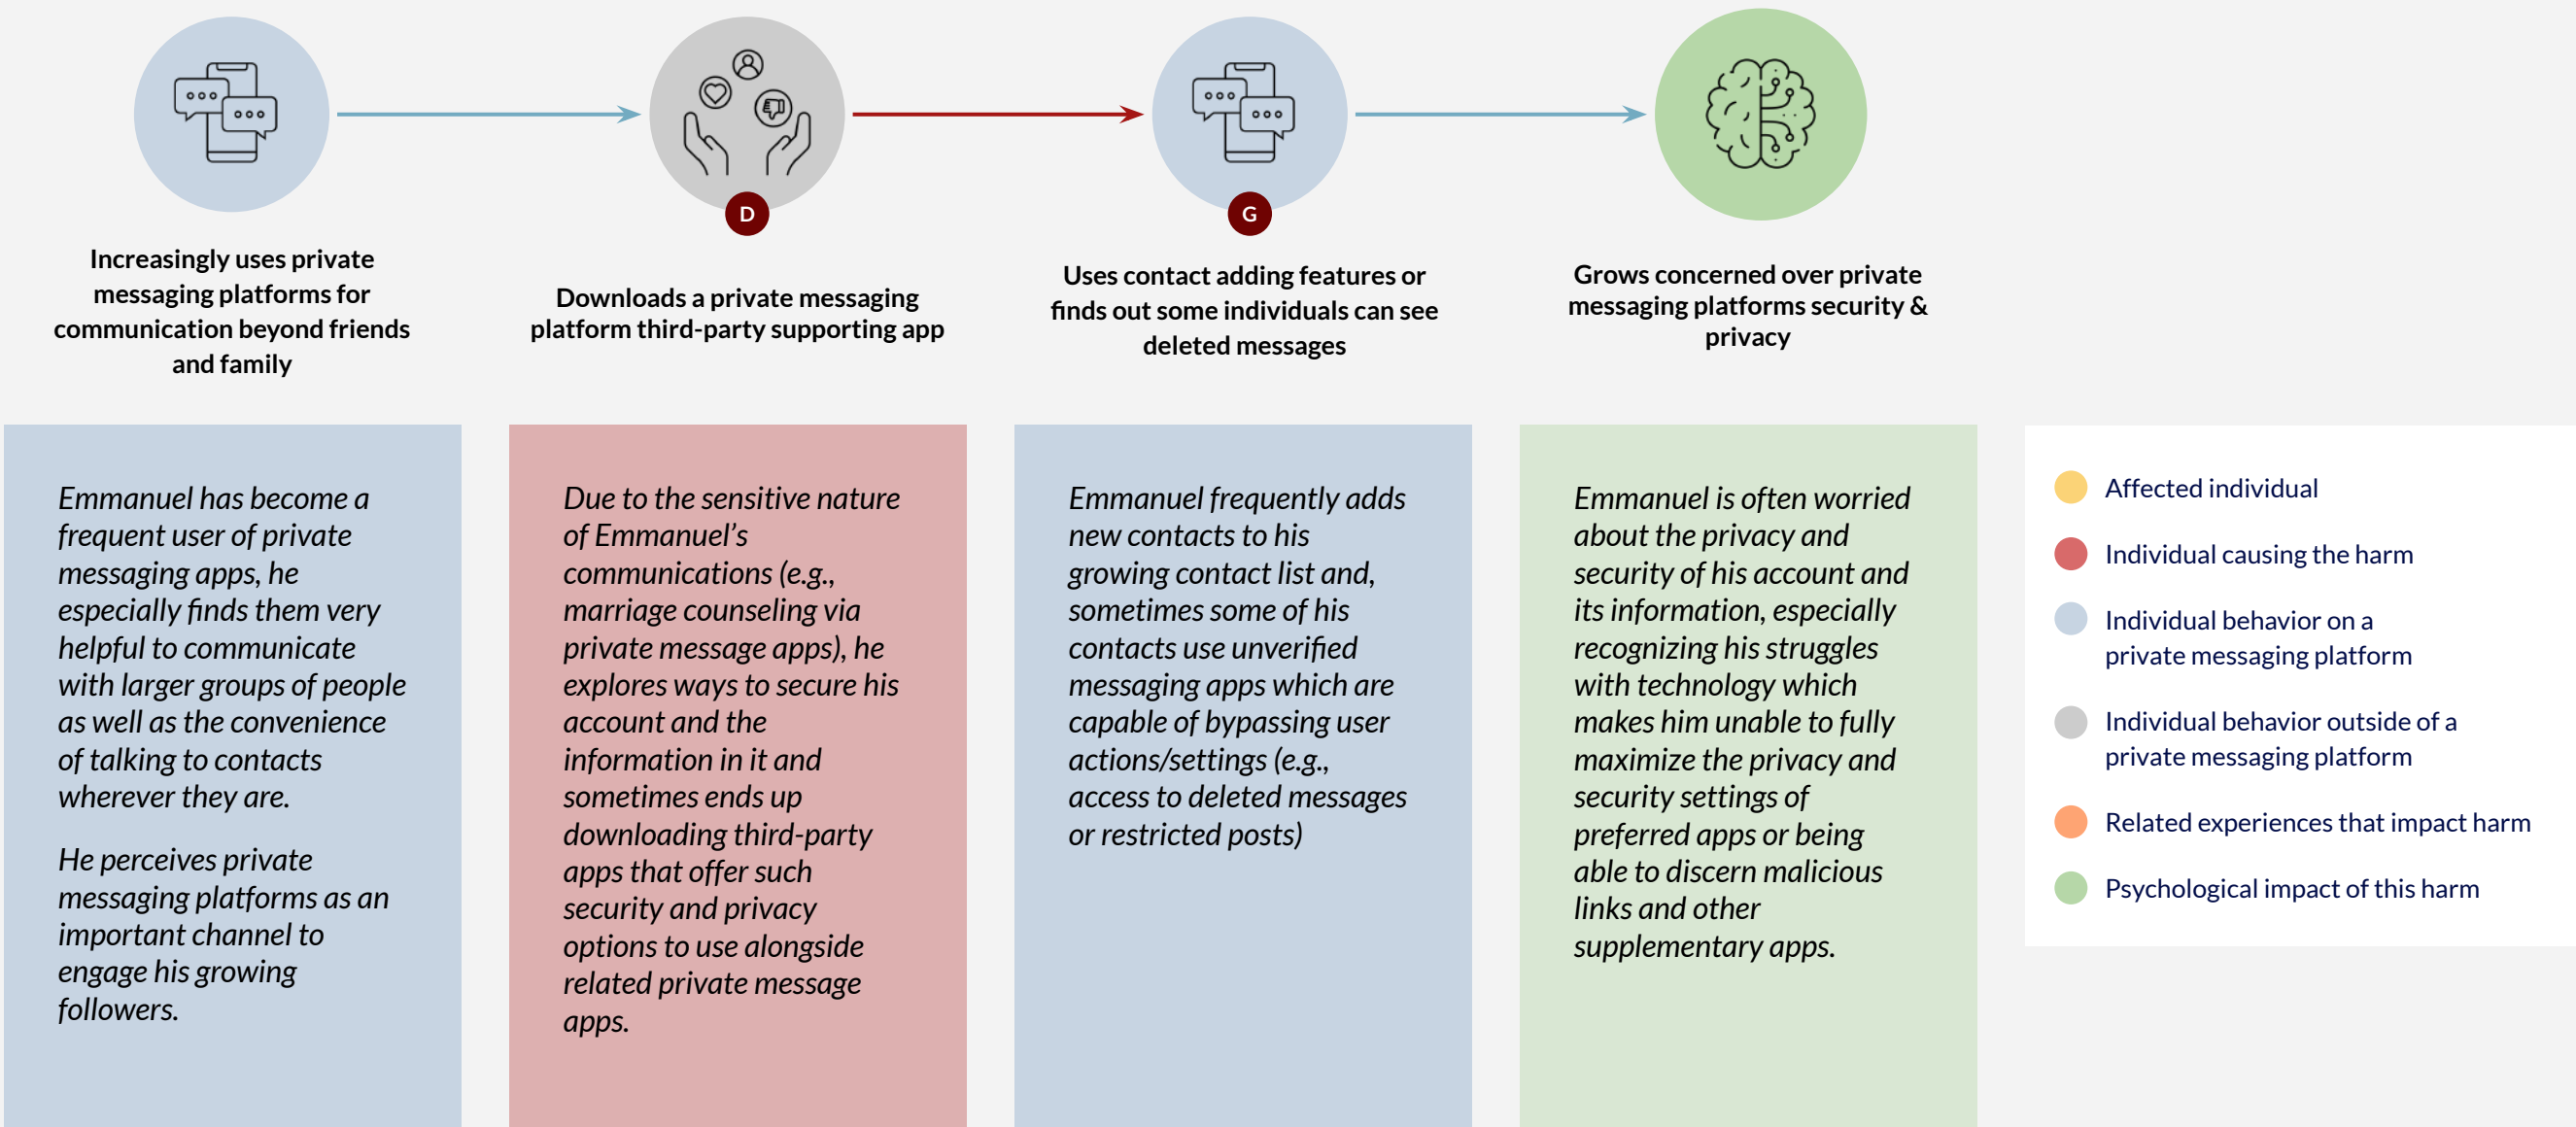 D
G
Increasingly uses private
messaging platforms for
communication beyond friends
and family
Downloads a private messaging
platform third-party supporting app
Uses contact adding features or
finds out some individuals can see
deleted messages
Grows concerned over private
messaging platforms security &
privacy
Emmanuel has become a
frequent user of private
messaging apps, he
especially finds them very
helpful to communicate
with larger groups of people
as well as the convenience
of talking to contacts
wherever they are.
He perceives private
messaging platforms as an
important channel to
engage his growing
followers.
Due to the sensitive nature
of Emmanuel’s
communications (e.g.,
marriage counseling via
private message apps), he
explores ways to secure his
account and the
information in it and
sometimes ends up
downloading third-party
apps that offer such
security and privacy
options to use alongside
related private message
apps.
Emmanuel frequently adds
new contacts to his
growing contact list and,
sometimes some of his
contacts use unverified
messaging apps which are
capable of bypassing user
actions/settings (e.g.,
access to deleted messages
or restricted posts)
Emmanuel is often worried
about the privacy and
security of his account and
its information, especially
recognizing his struggles
with technology which
makes him unable to fully
maximize the privacy and
security settings of
preferred apps or being
able to discern malicious
links and other
supplementary apps.
Affected individual
Individual causing the harm
Individual behavior on a
private messaging platform
Individual behavior outside of a
private messaging platform
Related experiences that impact harm
Psychological impact of this harm